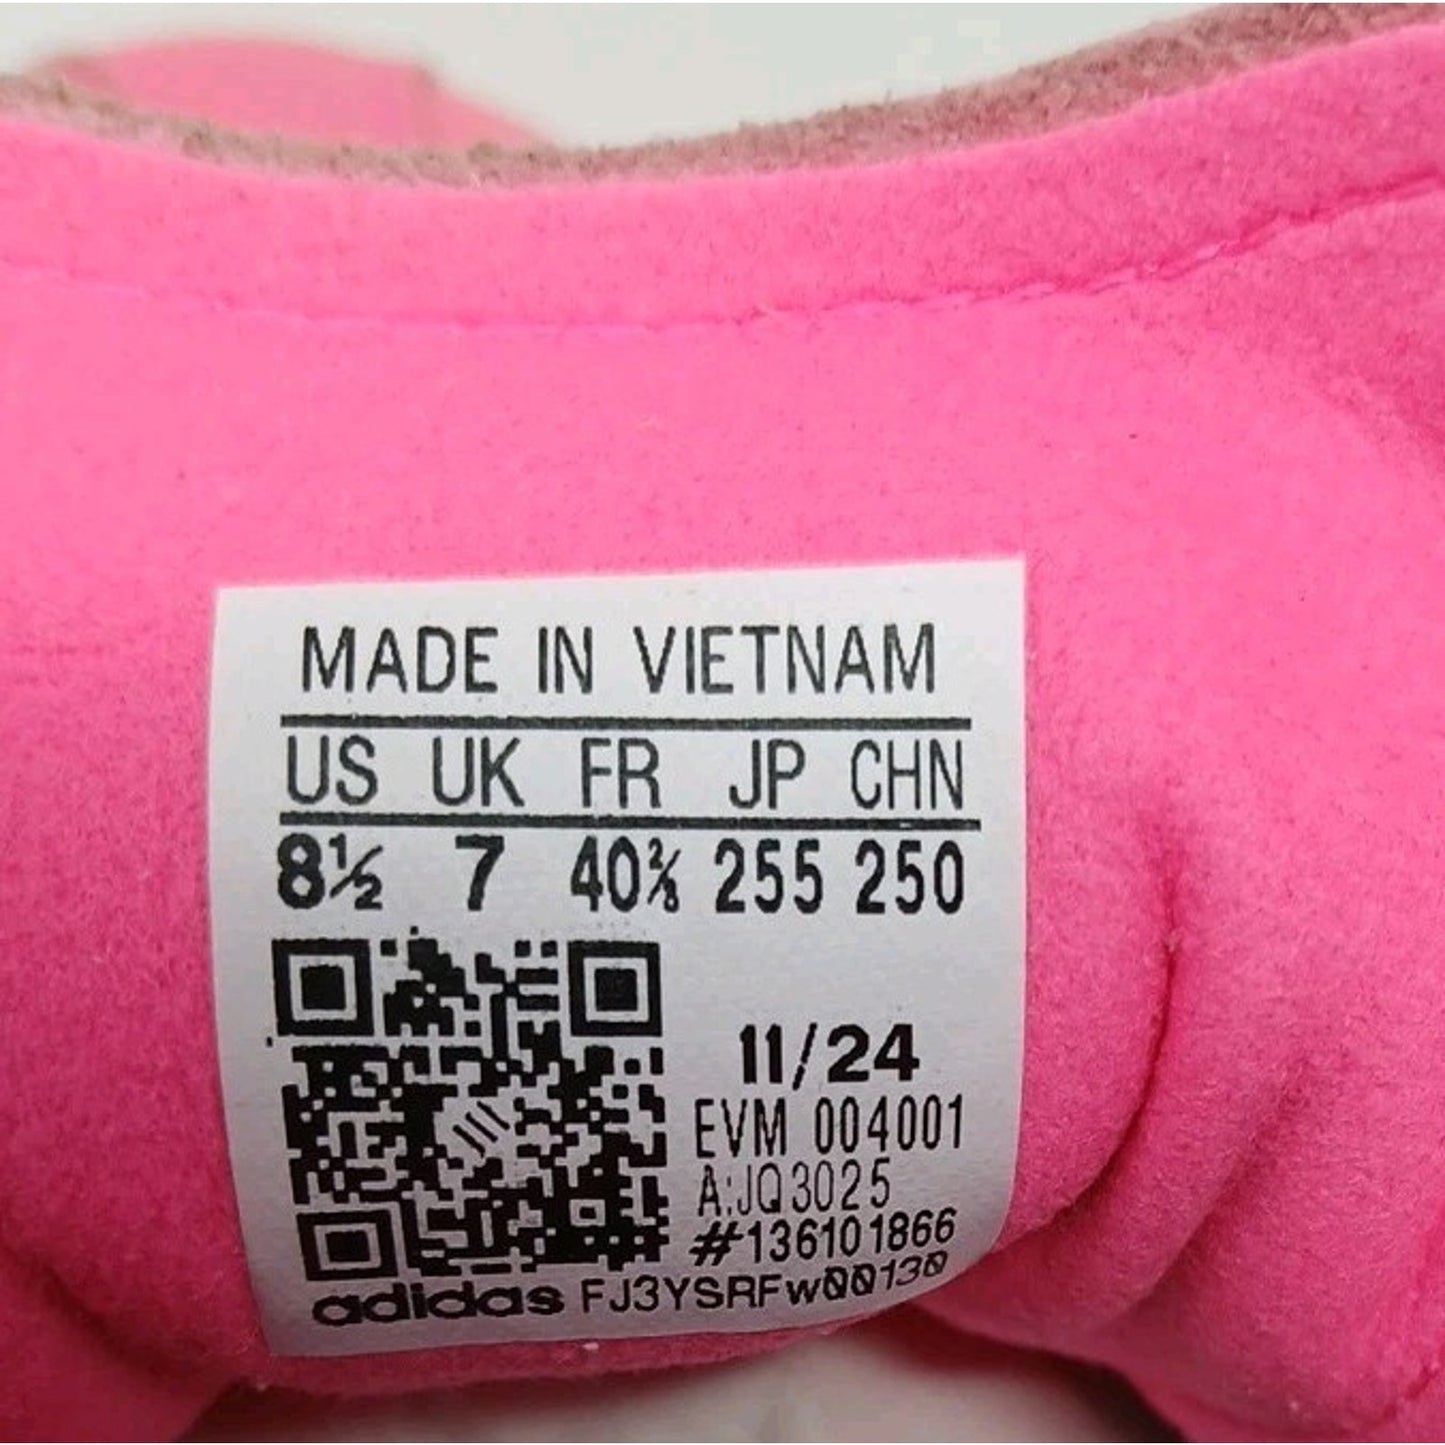 MADE IN VIETNAM
US UK FR JP CHN
8½ 7 40⅔ 255 250
11/24
EVM 004001
A:JQ3025
#136101866
adidas FJ3YSRFw00130